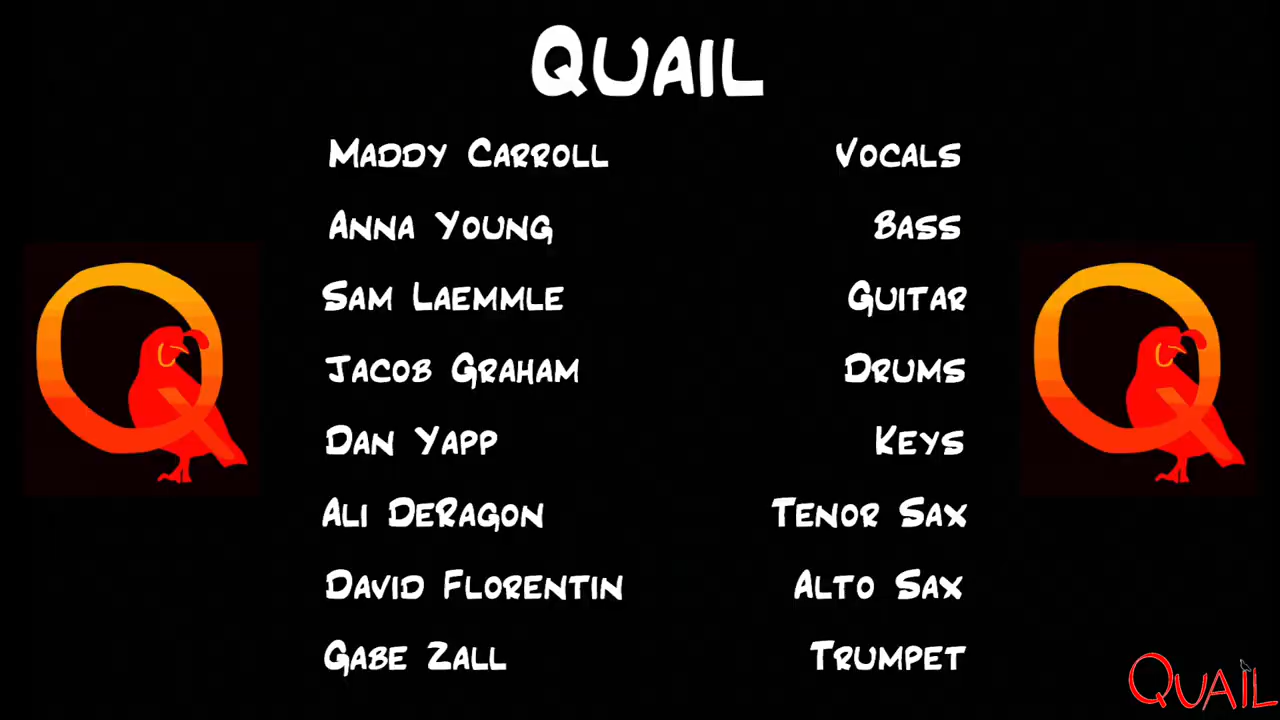 Quail
Maddy Carroll Vocals
Anna Young Bass
Sam Laemmle Guitar
Jacob Graham Drums
Dan Yapp Keys
Ali DeRagon Tenor Sax
David Florentin Alto Sax
Gabe Zall Trumpet
Quail